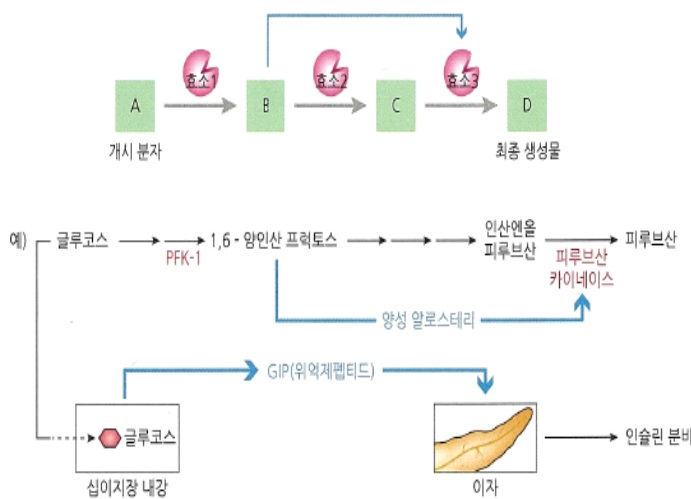 효소1
효소2
효소3
A
B
C
D
개시 분자
최종 생성물
예)
글루코스
PFK-1
1,6 - 양인산 프럭토스
인산엔올
피루브산
피루브산
피루브산
카이네이스
양성 알로스테리
GIP(위억제펩티드)
글루코스
인슐린 분비
십이지장 내강
이자